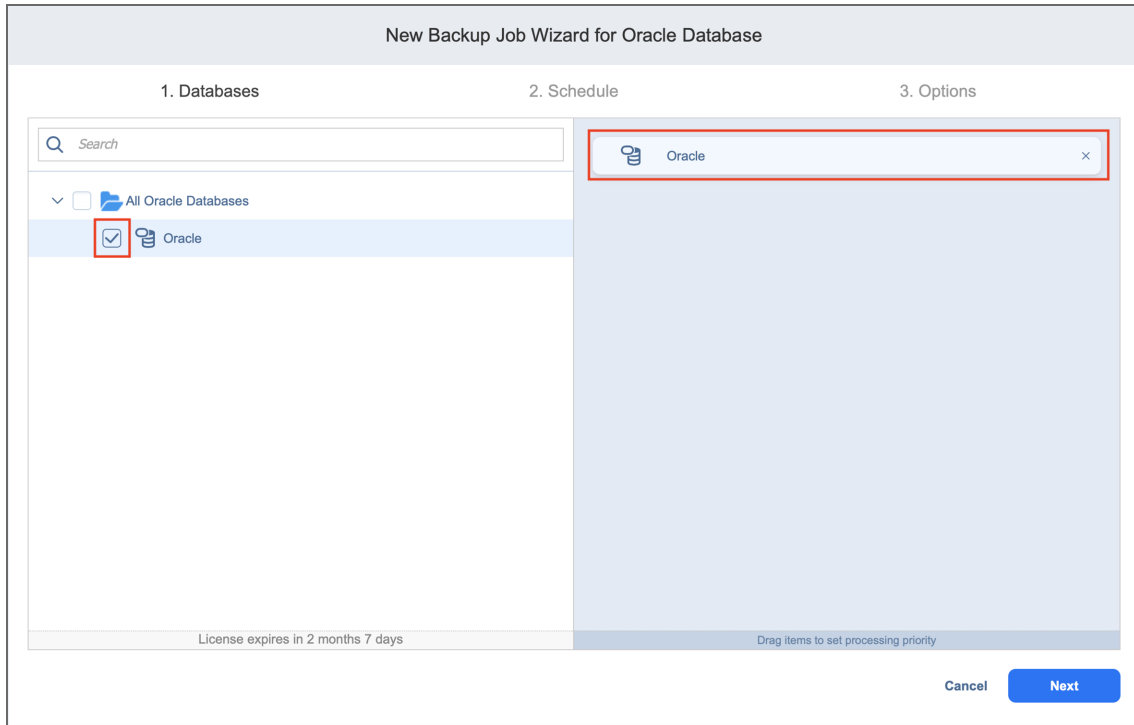 New Backup Job Wizard for Oracle Database
1. Databases
2. Schedule
3. Options
Search
All Oracle Databases
Oracle
Oracle
License expires in 2 months 7 days
Drag items to set processing priority
Cancel
Next